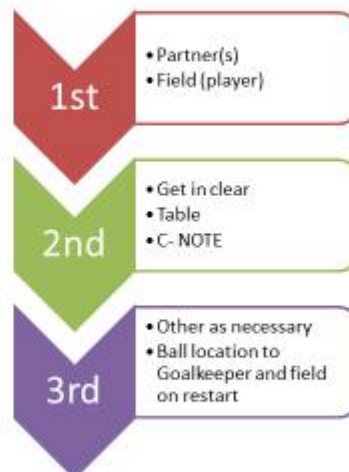 1st
• Partner(s)
• Field (player)
2nd
• Get in clear
• Table
• C- NOTE
3rd
• Other as necessary
• Ball location to
Goalkeeper and field
on restart